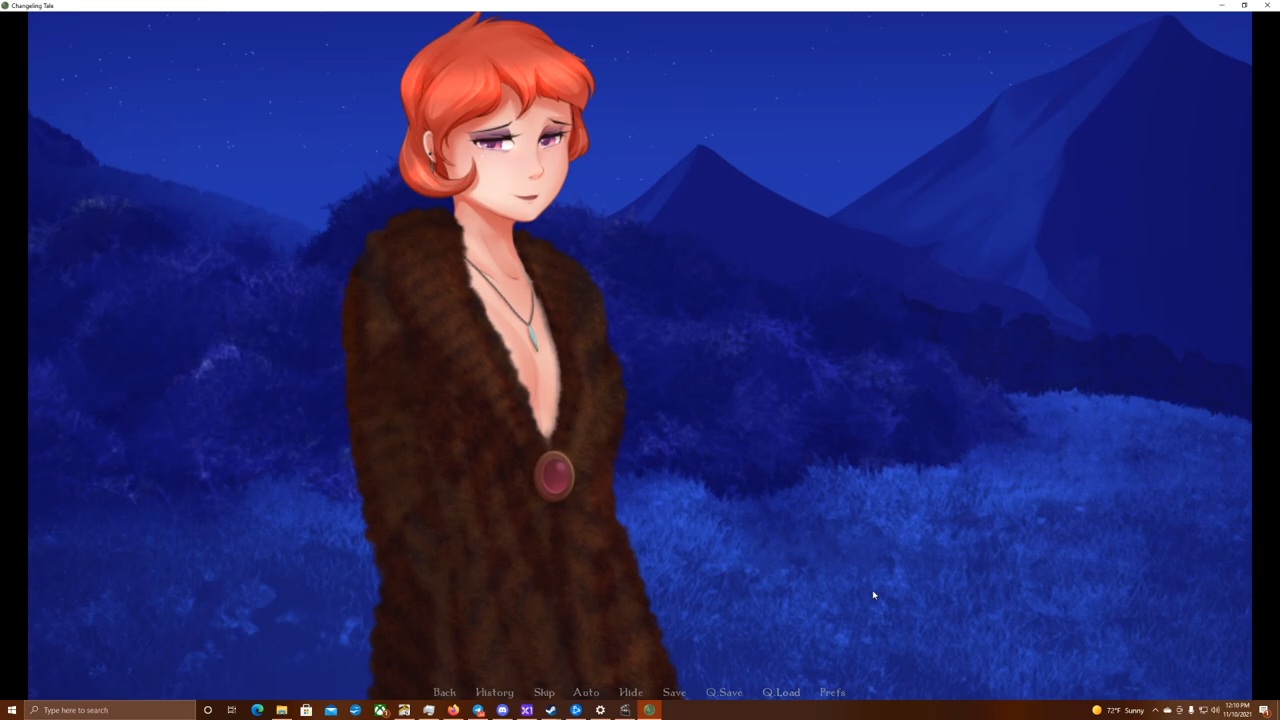 Changeling Tale
Back History Skip Auto Hide Save Q.Save Q.Load Prefs
Type here to search
72°F Sunny
12:10 PM
11/10/2021